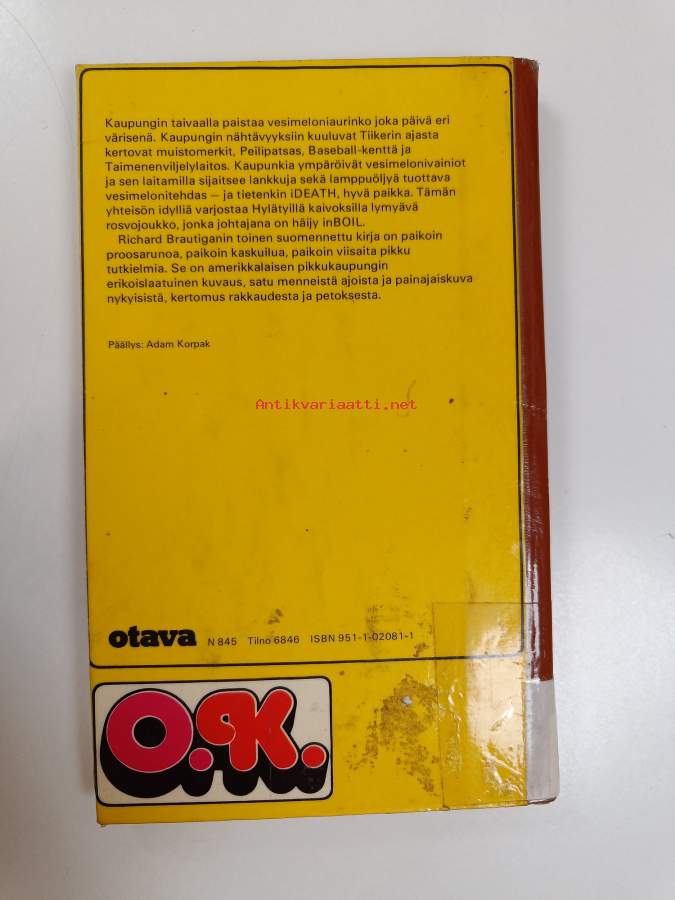 Kaupungin taivaalla paistaa vesimeloniaurinko joka päivä eri
värisenä. Kaupungin nähtävyyksiin kuuluvat Tiikerin ajasta
kertovat muistomerkit, Peilipatsas, Baseball-kenttä ja
Taimenenviljelylaitos. Kaupunkia ympäröivät vesimelonivainiot
ja sen laitamilla sijaitsee lankkuja sekä lamppuöljyä tuottava
vesimelonitehdas – ja tietenkin iDEATH, hyvä paikka. Tämän
yhteisön idylliä varjostaa Hylätyillä kaivoksilla lymyävä
rosvojoukko, jonka johtajana on häijy inBOIL.
Richard Brautiganin toinen suomennettu kirja on paikoin
proosarunoa, paikoin kaskuilua, paikoin viisaita pikku
tutkielmia. Se on amerikkalaisen pikkukaupungin
erikoislaatuinen kuvaus, satu menneistä ajoista ja painajaiskuva
nykyisistä, kertomus rakkaudesta ja petoksesta.
Päällys: Adam Korpak
Antikvariaatti.net
otava N 845 Tilno 6846 ISBN 951-1-02081-1
O.K.